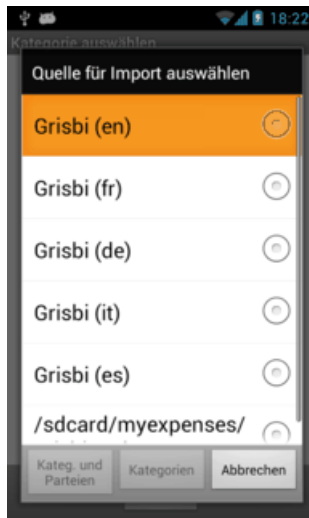 18:22
Kategorie auswählen
Quelle für Import auswählen
Grisbi (en)
Grisbi (fr)
Grisbi (de)
Grisbi (it)
Grisbi (es)
/sdcard/myexpenses/
Kateg. und
Parteien
Kategorien
Abbrechen